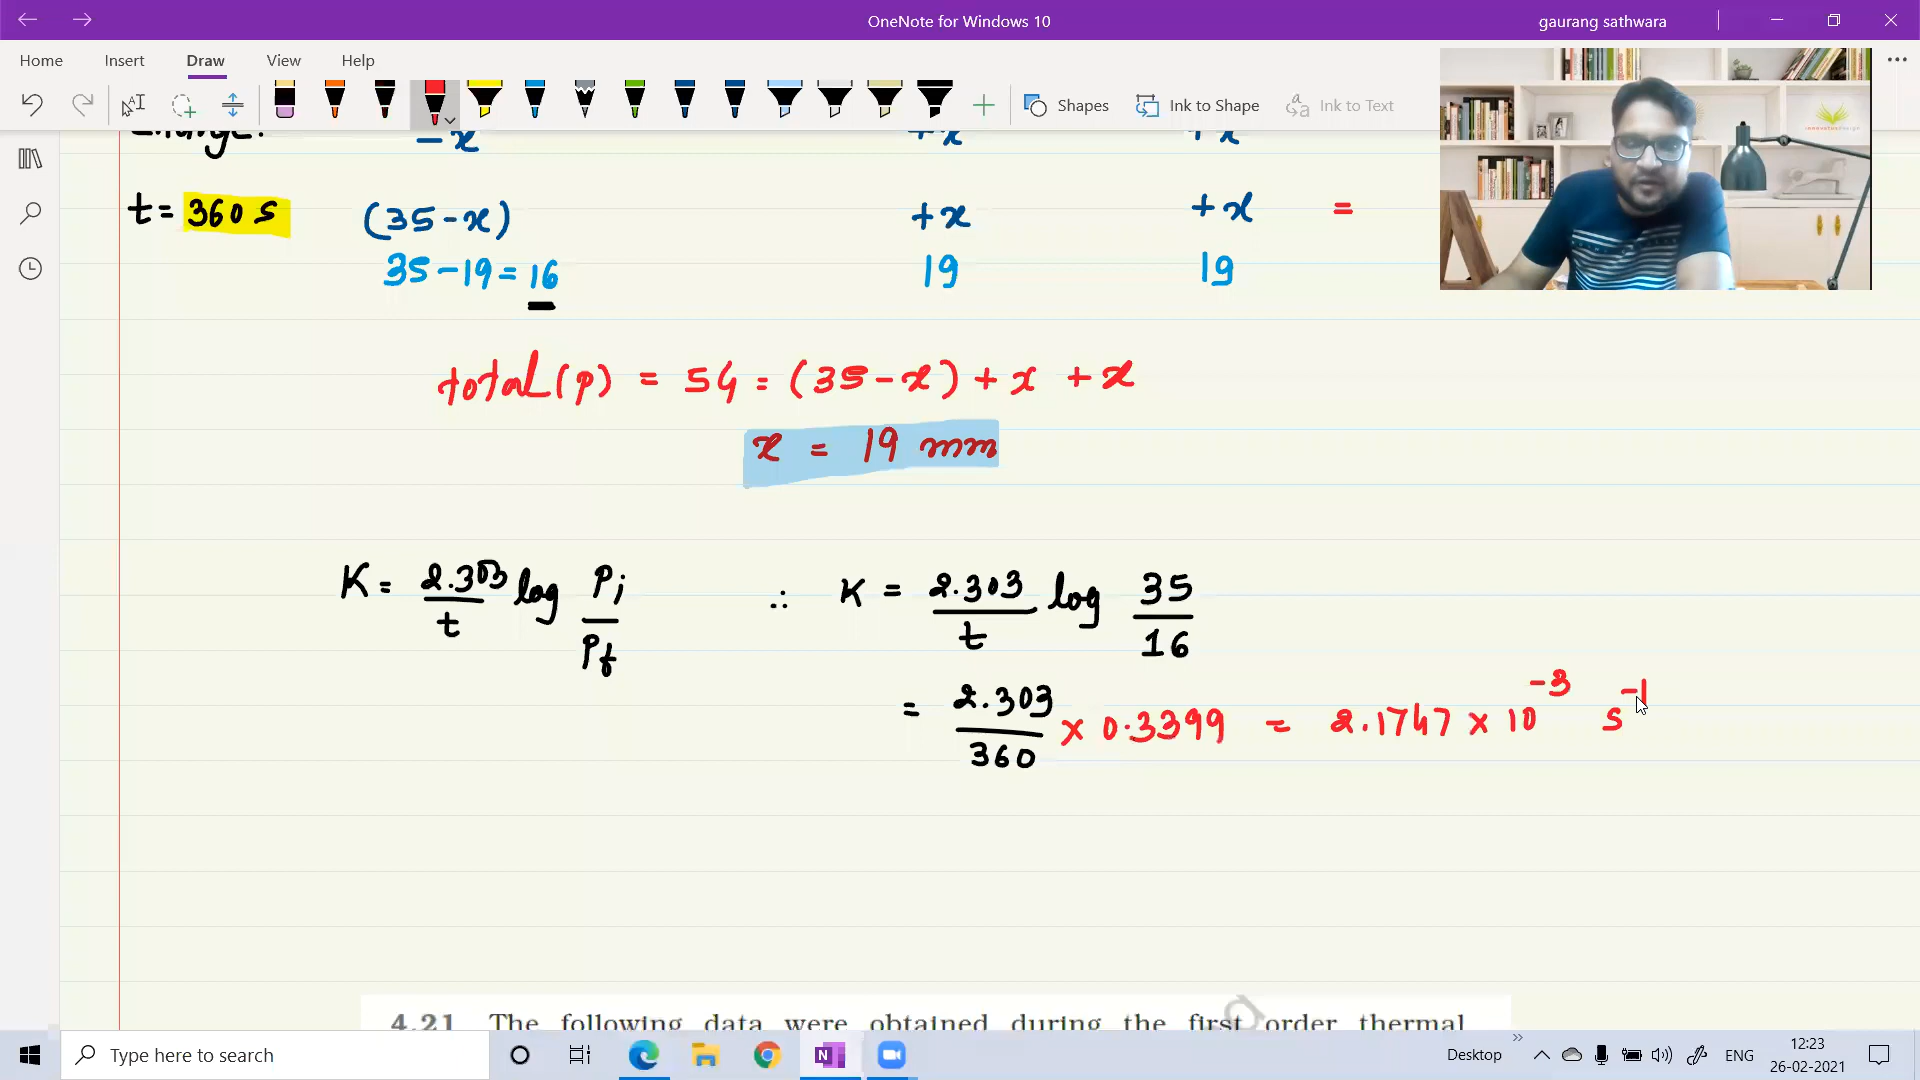 OneNote for Windows 10
gaurang sathwara
Home Insert Draw View Help
Shapes Ink to Shape Ink to Text
change:
-x +x +x
t = 360 s (35-x) +x +x =
35-19=16 19 19
total(p) = 54 = (35-x) + x + x
x = 19 mm
K = 2.303/t log Pi/Pf ∴ K = 2.303/t log 35/16
= 2.303/360 × 0.3399 = 2.1747 × 10^-3 s^-1
4.21 The following data were obtained during the first order thermal
Type here to search
Desktop
ENG
12:23
26-02-2021